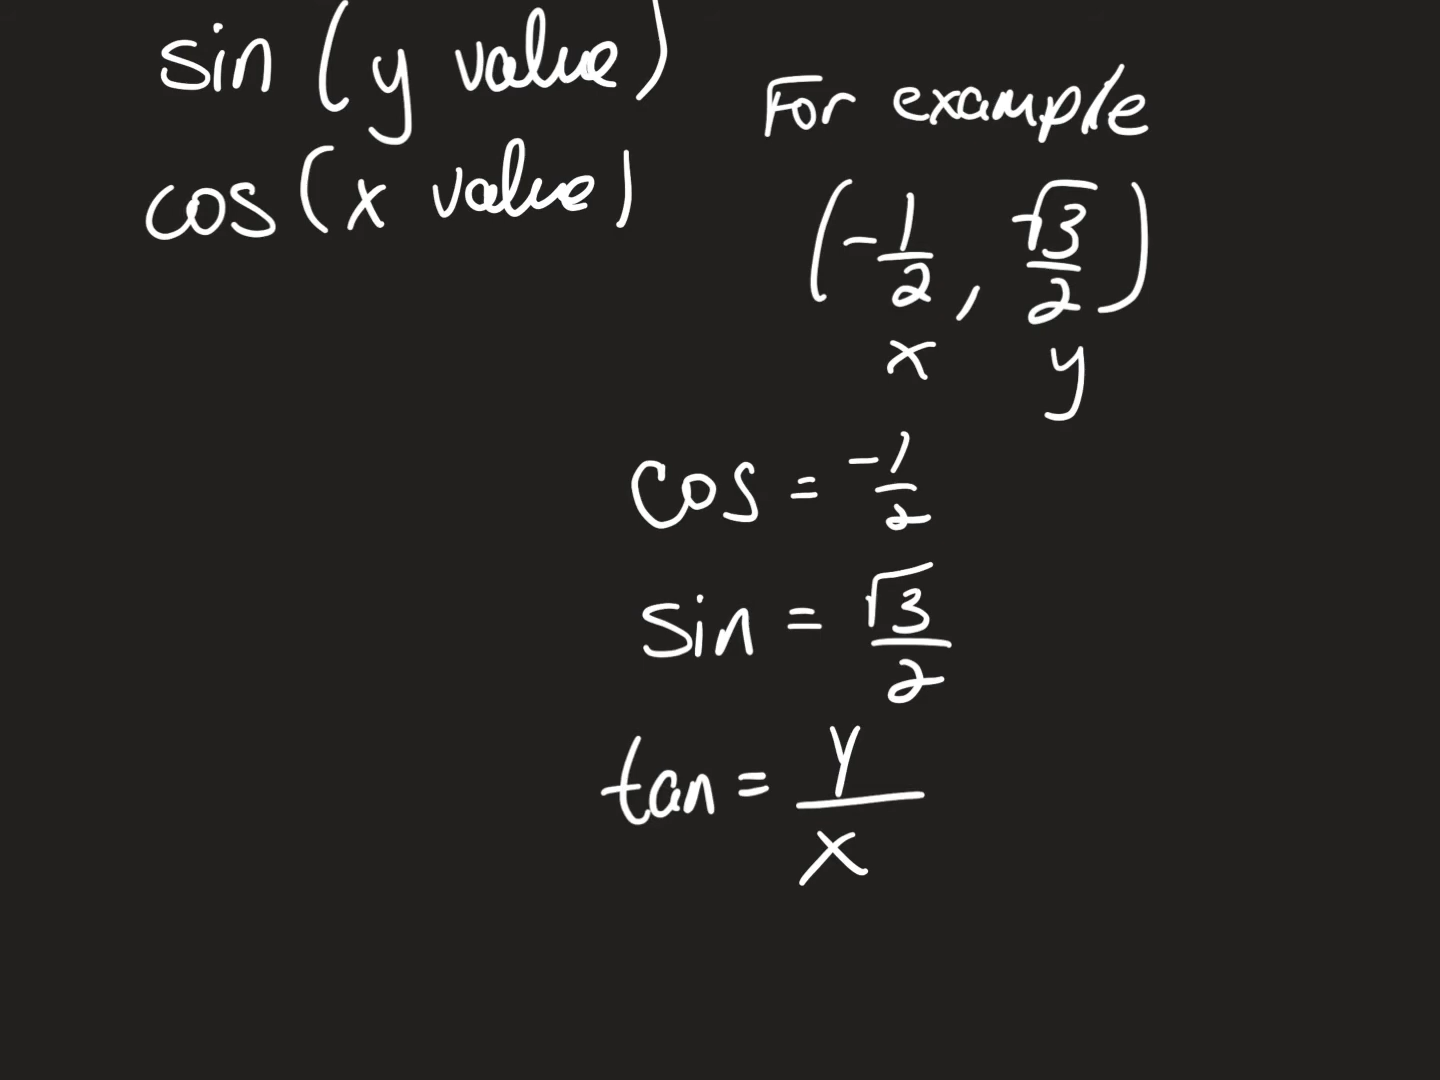 sin (y value)
cos (x value)
For example
(-1/2, √3/2)
x y
cos = -1/2
sin = √3/2
tan = y/x